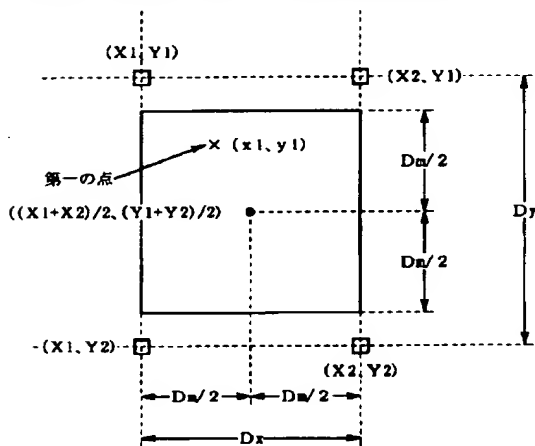 (X1, Y1)
(X2, Y1)
× (x1、y1)
第一の点
Dm/2
((X1+X2)/2、(Y1+Y2)/2)
Dy
Dm/2
-(X1, Y2)
(X2, Y2)
Dm/2
Dm/2
Dx